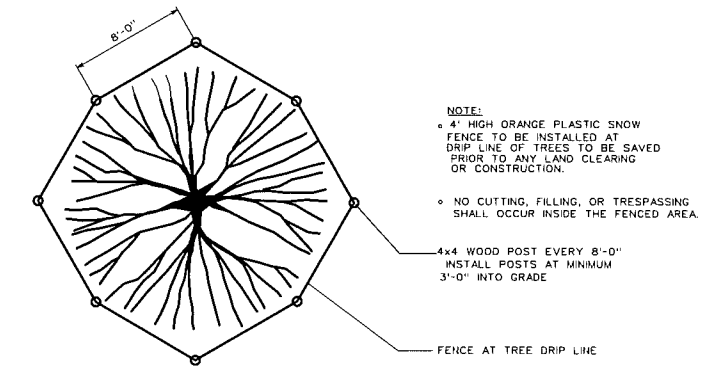 8'-0"
NOTE:
4' HIGH ORANGE PLASTIC SNOW
FENCE TO BE INSTALLED AT
DRIP LINE OF TREES TO BE SAVED
PRIOR TO ANY LAND CLEARING
OR CONSTRUCTION.
NO CUTTING, FILLING, OR TRESPASSING
SHALL OCCUR INSIDE THE FENCED AREA.
4x4 WOOD POST EVERY 8'-0"
INSTALL POSTS AT MINIMUM
3'-0" INTO GRADE
FENCE AT TREE DRIP LINE